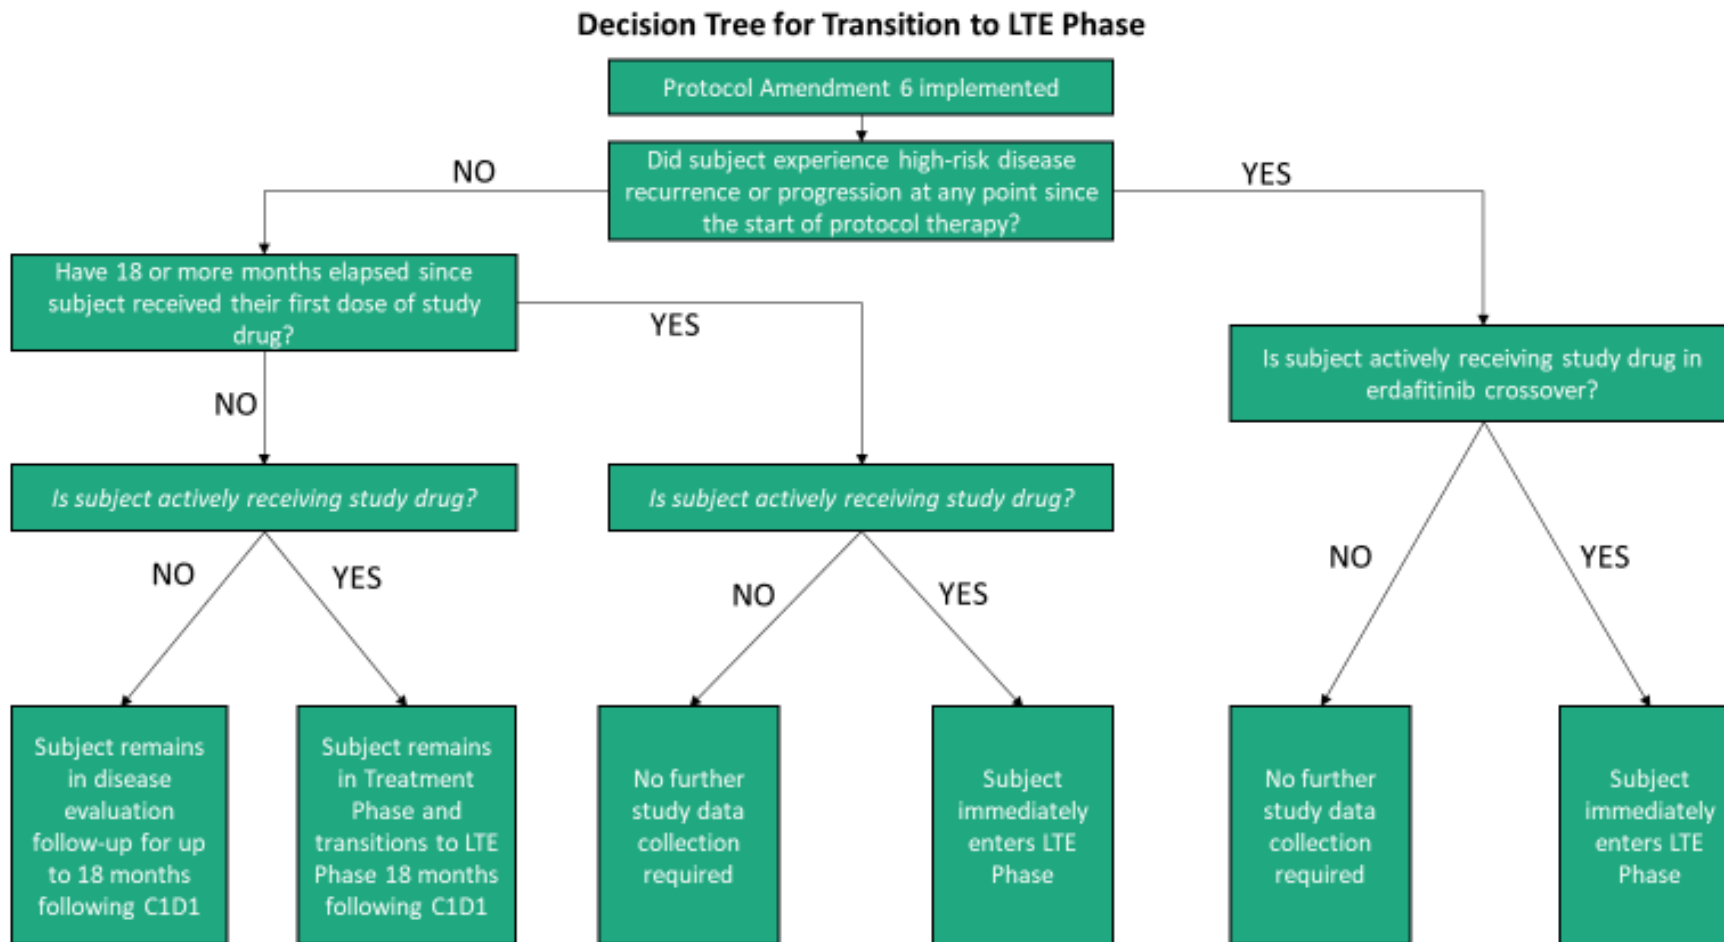 Decision Tree for Transition to LTE Phase
Protocol Amendment 6 implemented
Did subject experience high-risk disease
recurrence or progression at any point since
the start of protocol therapy?
NO
YES
Have 18 or more months elapsed since
subject received their first dose of study
drug?
YES
NO
Is subject actively receiving study drug in
erdafitinib crossover?
Is subject actively receiving study drug?
Is subject actively receiving study drug?
NO
YES
NO
YES
NO
YES
Subject remains
in disease
evaluation
follow-up for up
to 18 months
following C1D1
Subject remains
in Treatment
Phase and
transitions to LTE
Phase 18 months
following C1D1
No further
study data
collection
required
Subject
immediately
enters LTE
Phase
No further
study data
collection
required
Subject
immediately
enters LTE
Phase